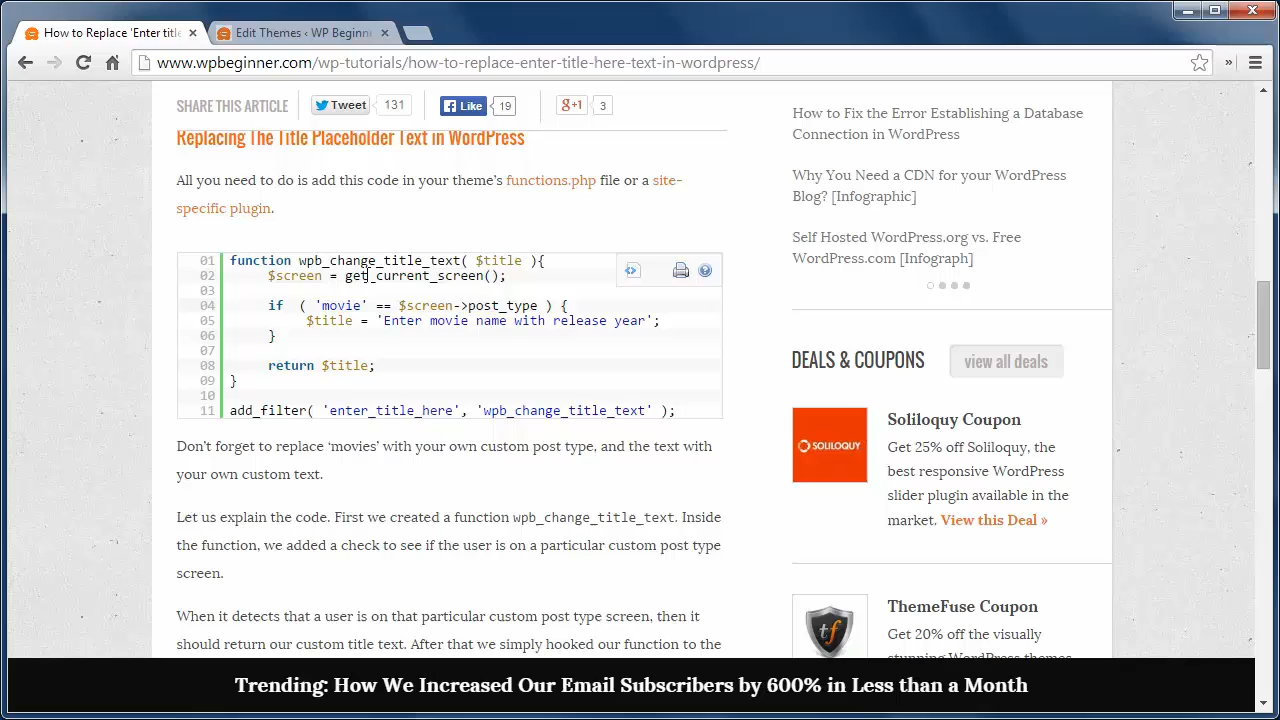 How to Replace 'Enter title
Edit Themes ‹ WP Beginn
www.wpbeginner.com/wp-tutorials/how-to-replace-enter-title-here-text-in-wordpress/
SHARE THIS ARTICLE
Tweet 131
Like 19
g+1 3
Replacing The Title Placeholder Text in WordPress
All you need to do is add this code in your theme's functions.php file or a site-
specific plugin.
01 function wpb_change_title_text( $title ){
02 $screen = get_current_screen();
03
04 if ( 'movie' == $screen->post_type ) {
05 $title = 'Enter movie name with release year';
06 }
07
08 return $title;
09 }
10
11 add_filter( 'enter_title_here', 'wpb_change_title_text' );
Don't forget to replace 'movies' with your own custom post type, and the text with
your own custom text.
Let us explain the code. First we created a function wpb_change_title_text. Inside
the function, we added a check to see if the user is on a particular custom post type
screen.
When it detects that a user is on that particular custom post type screen, then it
should return our custom title text. After that we simply hooked our function to the
How to Fix the Error Establishing a Database
Connection in WordPress
Why You Need a CDN for your WordPress
Blog? [Infographic]
Self Hosted WordPress.org vs. Free
WordPress.com [Infograph]
DEALS & COUPONS
view all deals
SOLILOQUY
Soliloquy Coupon
Get 25% off Soliloquy, the
best responsive WordPress
slider plugin available in the
market. View this Deal »
tf
ThemeFuse Coupon
Get 20% off the visually
stunning WordPress themes
Trending: How We Increased Our Email Subscribers by 600% in Less than a Month